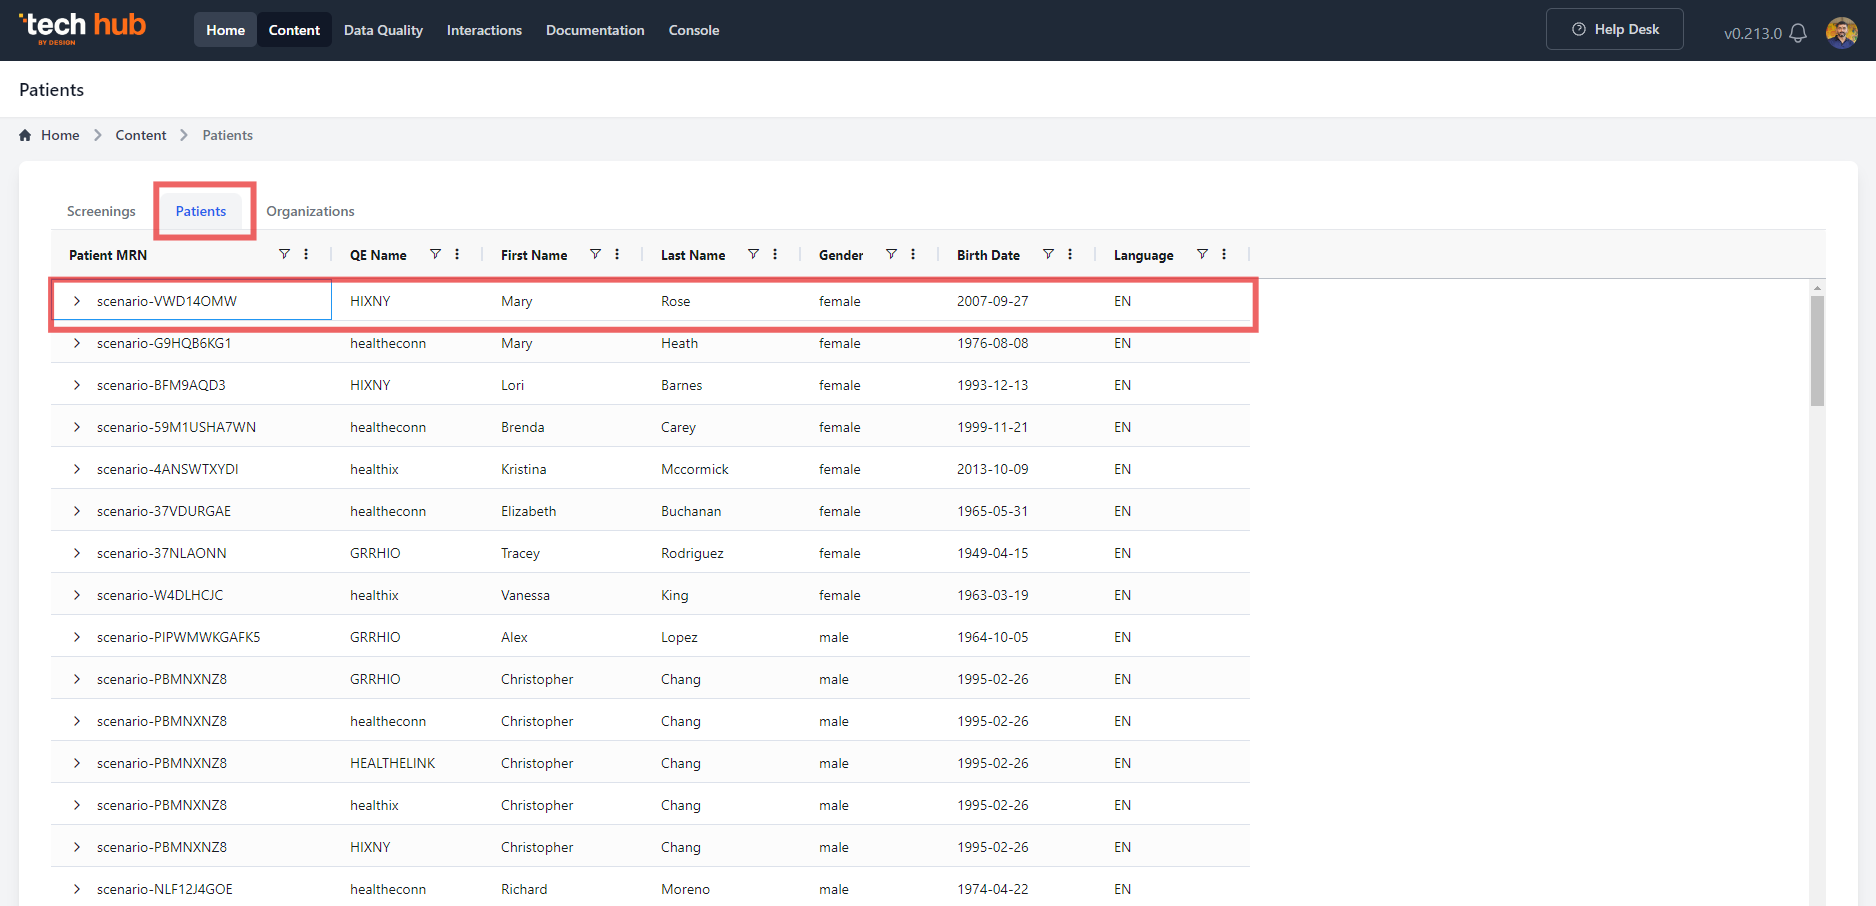 tech hub
BY DESIGN
Home Content Data Quality Interactions Documentation Console Help Desk v0.213.0
Patients
Home Content Patients
Screenings Patients Organizations
Patient MRN QE Name First Name Last Name Gender Birth Date Language
scenario-VWD14OMW HIXNY Mary Rose female 2007-09-27 EN
scenario-G9HQB6KG1 healtheconn Mary Heath female 1976-08-08 EN
scenario-BFM9AQD3 HIXNY Lori Barnes female 1993-12-13 EN
scenario-59M1USHA7WN healtheconn Brenda Carey female 1999-11-21 EN
scenario-4ANSWTXYDI healthix Kristina Mccormick female 2013-10-09 EN
scenario-37VDURGAE healtheconn Elizabeth Buchanan female 1965-05-31 EN
scenario-37NLAONN GRRHIO Tracey Rodriguez female 1949-04-15 EN
scenario-W4DLHCJC healthix Vanessa King female 1963-03-19 EN
scenario-PIPWMWKGAFK5 GRRHIO Alex Lopez male 1964-10-05 EN
scenario-PBMNXNZ8 GRRHIO Christopher Chang male 1995-02-26 EN
scenario-PBMNXNZ8 healtheconn Christopher Chang male 1995-02-26 EN
scenario-PBMNXNZ8 HEALTHELINK Christopher Chang male 1995-02-26 EN
scenario-PBMNXNZ8 healthix Christopher Chang male 1995-02-26 EN
scenario-PBMNXNZ8 HIXNY Christopher Chang male 1995-02-26 EN
scenario-NLF12J4GOE healtheconn Richard Moreno male 1974-04-22 EN